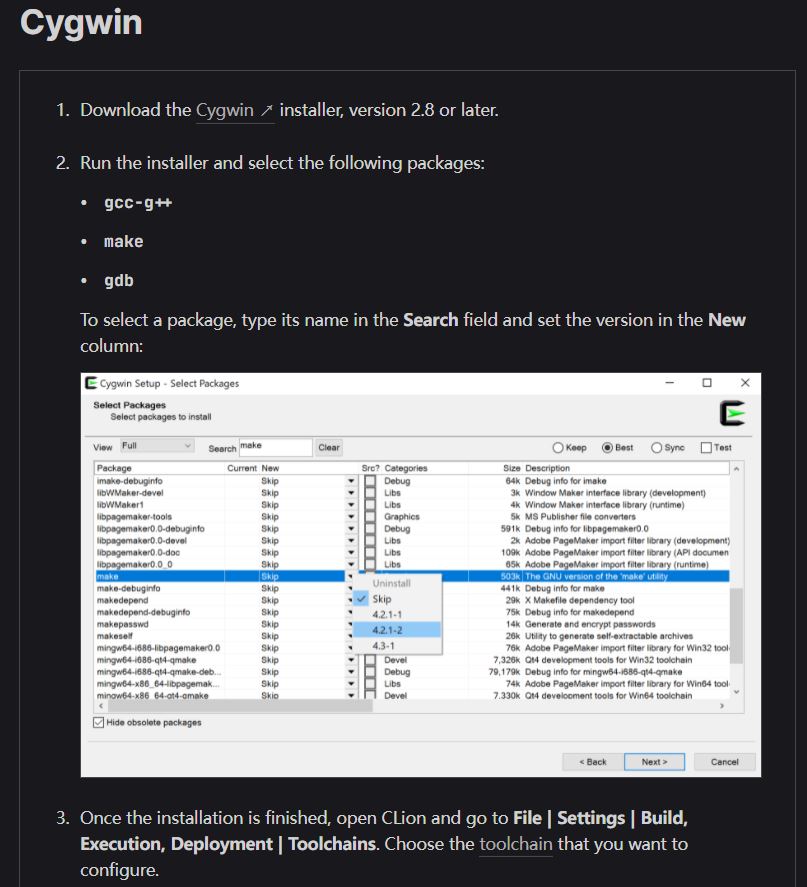 Cygwin
1. Download the Cygwin ↗ installer, version 2.8 or later.
2. Run the installer and select the following packages:
• gcc-g++
• make
• gdb
To select a package, type its name in the Search field and set the version in the New
column:
Cygwin Setup - Select Packages
Select Packages
Select packages to install
View Full Search make Clear Keep Best Sync Test
Package Current New Src? Categories Size Description
imake-debuginfo Skip Debug 64k Debug info for imake
libWMaker-devel Skip Libs 3k Window Maker interface library (development)
libWMaker1 Skip Libs 4k Window Maker interface library (runtime)
libpagemaker-tools Skip Graphics 5k MS Publisher file converters
libpagemaker0.0-debuginfo Skip Debug 591k Debug info for libpagemaker0.0
libpagemaker0.0-devel Skip Libs 2k Adobe PageMaker import filter library (development)
libpagemaker0.0-doc Skip Libs 109k Adobe PageMaker import filter library (API documen
libpagemaker0.0_0 Skip Libs 65k Adobe PageMaker import filter library (runtime)
make Skip 503k The GNU version of the 'make' utility
make-debuginfo Skip Uninstall 441k Debug info for make
makedepend Skip Skip 29k X Makefile dependency tool
makedepend-debuginfo Skip 4.2.1-1 75k Debug info for makedepend
makepasswd Skip 4.2.1-2 14k Generate and encrypt passwords
makeself Skip 26k Utility to generate self-extractable archives
mingw64-i686-libpagemaker0.0 Skip 4.3-1 76k Adobe PageMaker import filter library for Win32 tool
mingw64-i686-qt4-qmake Skip Devel 7,326k Qt4 development tools for Win32 toolchain
mingw64-i686-qt4-qmake-deb... Skip Debug 79,179k Debug info for mingw64-i686-qt4-qmake
mingw64-x86_64-libpagemak... Skip Libs 74k Adobe PageMaker import filter library for Win64 tool
mingw64-x86_64-qt4-qmake Skip Devel 7,330k Qt4 development tools for Win64 toolchain
Hide obsolete packages
< Back Next > Cancel
3. Once the installation is finished, open CLion and go to File | Settings | Build,
Execution, Deployment | Toolchains. Choose the toolchain that you want to
configure.